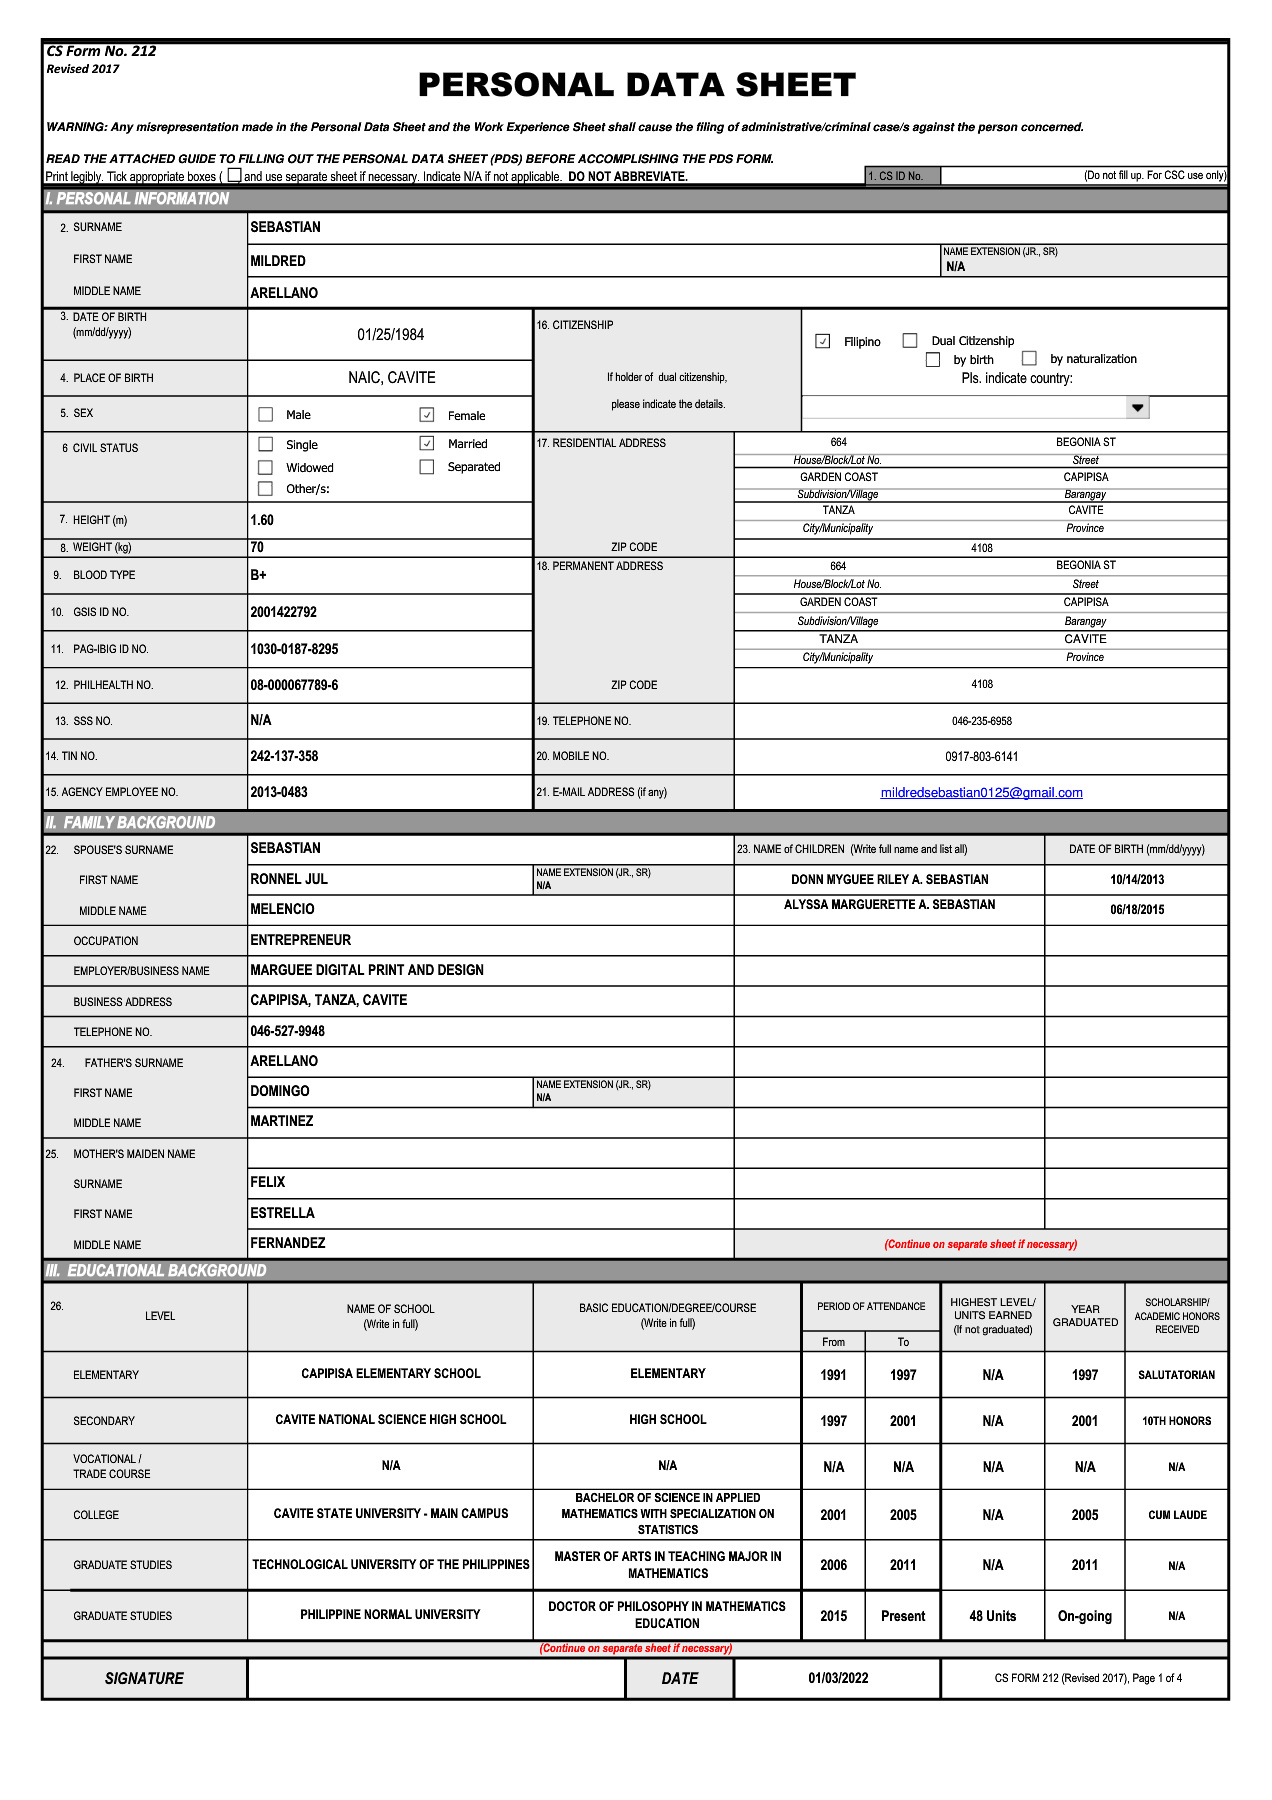 CS Form No. 212
Revised 2017
PERSONAL DATA SHEET
WARNING: Any misrepresentation made in the Personal Data Sheet and the Work Experience Sheet shall cause the filing of administrative/criminal case/s against the person concerned.
READ THE ATTACHED GUIDE TO FILLING OUT THE PERSONAL DATA SHEET (PDS) BEFORE ACCOMPLISHING THE PDS FORM.
Print legibly. Tick appropriate boxes ( and use separate sheet if necessary. Indicate N/A if not applicable. DO NOT ABBREVIATE. 1. CS ID No. (Do not fill up. For CSC use only)
I. PERSONAL INFORMATION
2. SURNAME SEBASTIAN
FIRST NAME MILDRED NAME EXTENSION (JR., SR) N/A
MIDDLE NAME ARELLANO
3. DATE OF BIRTH (mm/dd/yyyy) 01/25/1984
16. CITIZENSHIP
✓ Filipino Dual Citizenship
by birth by naturalization
If holder of dual citizenship, please indicate the details.
Pls. indicate country:
4. PLACE OF BIRTH NAIC, CAVITE
5. SEX Male ✓ Female
6 CIVIL STATUS Single ✓ Married
Widowed Separated
Other/s:
17. RESIDENTIAL ADDRESS 664 BEGONIA ST
House/Block/Lot No. Street
GARDEN COAST CAPIPISA
Subdivision/Village Barangay
TANZA CAVITE
City/Municipality Province
ZIP CODE 4108
7. HEIGHT (m) 1.60
8. WEIGHT (kg) 70
9. BLOOD TYPE B+
18. PERMANENT ADDRESS 664 BEGONIA ST
House/Block/Lot No. Street
GARDEN COAST CAPIPISA
Subdivision/Village Barangay
TANZA CAVITE
City/Municipality Province
ZIP CODE 4108
10. GSIS ID NO. 2001422792
11. PAG-IBIG ID NO. 1030-0187-8295
12. PHILHEALTH NO. 08-000067789-6
13. SSS NO. N/A 19. TELEPHONE NO. 046-235-6958
14. TIN NO. 242-137-358 20. MOBILE NO. 0917-803-6141
15. AGENCY EMPLOYEE NO. 2013-0483 21. E-MAIL ADDRESS (if any) mildredsebastian0125@gmail.com
II. FAMILY BACKGROUND
22. SPOUSE'S SURNAME SEBASTIAN 23. NAME of CHILDREN (Write full name and list all) DATE OF BIRTH (mm/dd/yyyy)
FIRST NAME RONNEL JUL NAME EXTENSION (JR., SR) N/A DONN MYGUEE RILEY A. SEBASTIAN 10/14/2013
MIDDLE NAME MELENCIO ALYSSA MARGUERETTE A. SEBASTIAN 06/18/2015
OCCUPATION ENTREPRENEUR
EMPLOYER/BUSINESS NAME MARGUEE DIGITAL PRINT AND DESIGN
BUSINESS ADDRESS CAPIPISA, TANZA, CAVITE
TELEPHONE NO. 046-527-9948
24. FATHER'S SURNAME ARELLANO
FIRST NAME DOMINGO NAME EXTENSION (JR., SR) N/A
MIDDLE NAME MARTINEZ
25. MOTHER'S MAIDEN NAME
SURNAME FELIX
FIRST NAME ESTRELLA
MIDDLE NAME FERNANDEZ (Continue on separate sheet if necessary)
III. EDUCATIONAL BACKGROUND
26. LEVEL NAME OF SCHOOL (Write in full) BASIC EDUCATION/DEGREE/COURSE (Write in full) PERIOD OF ATTENDANCE From To HIGHEST LEVEL/ UNITS EARNED (If not graduated) YEAR GRADUATED SCHOLARSHIP/ ACADEMIC HONORS RECEIVED
ELEMENTARY CAPIPISA ELEMENTARY SCHOOL ELEMENTARY 1991 1997 N/A 1997 SALUTATORIAN
SECONDARY CAVITE NATIONAL SCIENCE HIGH SCHOOL HIGH SCHOOL 1997 2001 N/A 2001 10TH HONORS
VOCATIONAL / TRADE COURSE N/A N/A N/A N/A N/A N/A N/A
COLLEGE CAVITE STATE UNIVERSITY - MAIN CAMPUS BACHELOR OF SCIENCE IN APPLIED MATHEMATICS WITH SPECIALIZATION ON STATISTICS 2001 2005 N/A 2005 CUM LAUDE
GRADUATE STUDIES TECHNOLOGICAL UNIVERSITY OF THE PHILIPPINES MASTER OF ARTS IN TEACHING MAJOR IN MATHEMATICS 2006 2011 N/A 2011 N/A
GRADUATE STUDIES PHILIPPINE NORMAL UNIVERSITY DOCTOR OF PHILOSOPHY IN MATHEMATICS EDUCATION 2015 Present 48 Units On-going N/A
(Continue on separate sheet if necessary)
SIGNATURE DATE 01/03/2022 CS FORM 212 (Revised 2017), Page 1 of 4